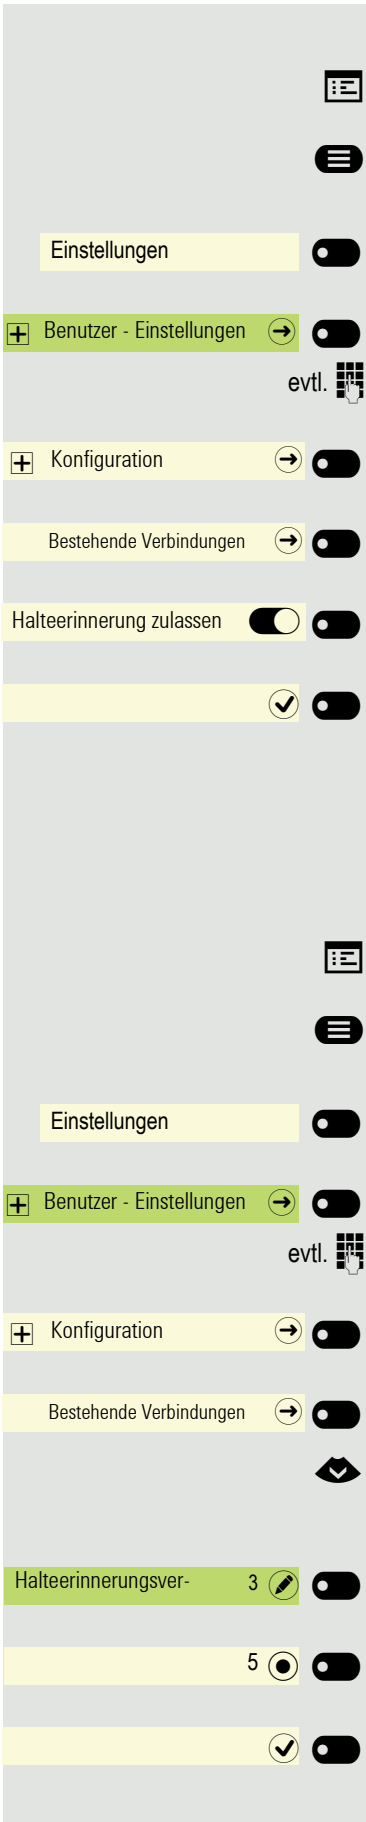 Einstellungen
Benutzer - Einstellungen
evtl.
Konfiguration
Bestehende Verbindungen
Halteerinnerung zulassen
Einstellungen
Benutzer - Einstellungen
evtl.
Konfiguration
Bestehende Verbindungen
Halteerinnerungsver- 3
5